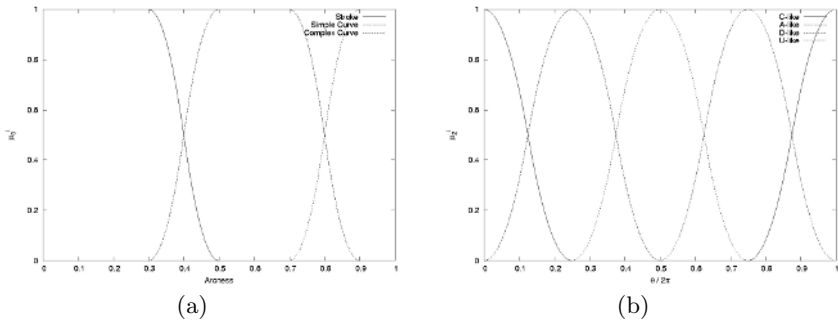 Stroke
Simple Curve
Complex Curve
1
0.8
0.6
0.4
0.2
0
0 0.1 0.2 0.3 0.4 0.5 0.6 0.7 0.8 0.9 1
Arcness
(a)
C-like
A-like
D-like
U-like
1
0.8
0.6
0.4
0.2
0
0 0.1 0.2 0.3 0.4 0.5 0.6 0.7 0.8 0.9 1
θ / 2π
(b)